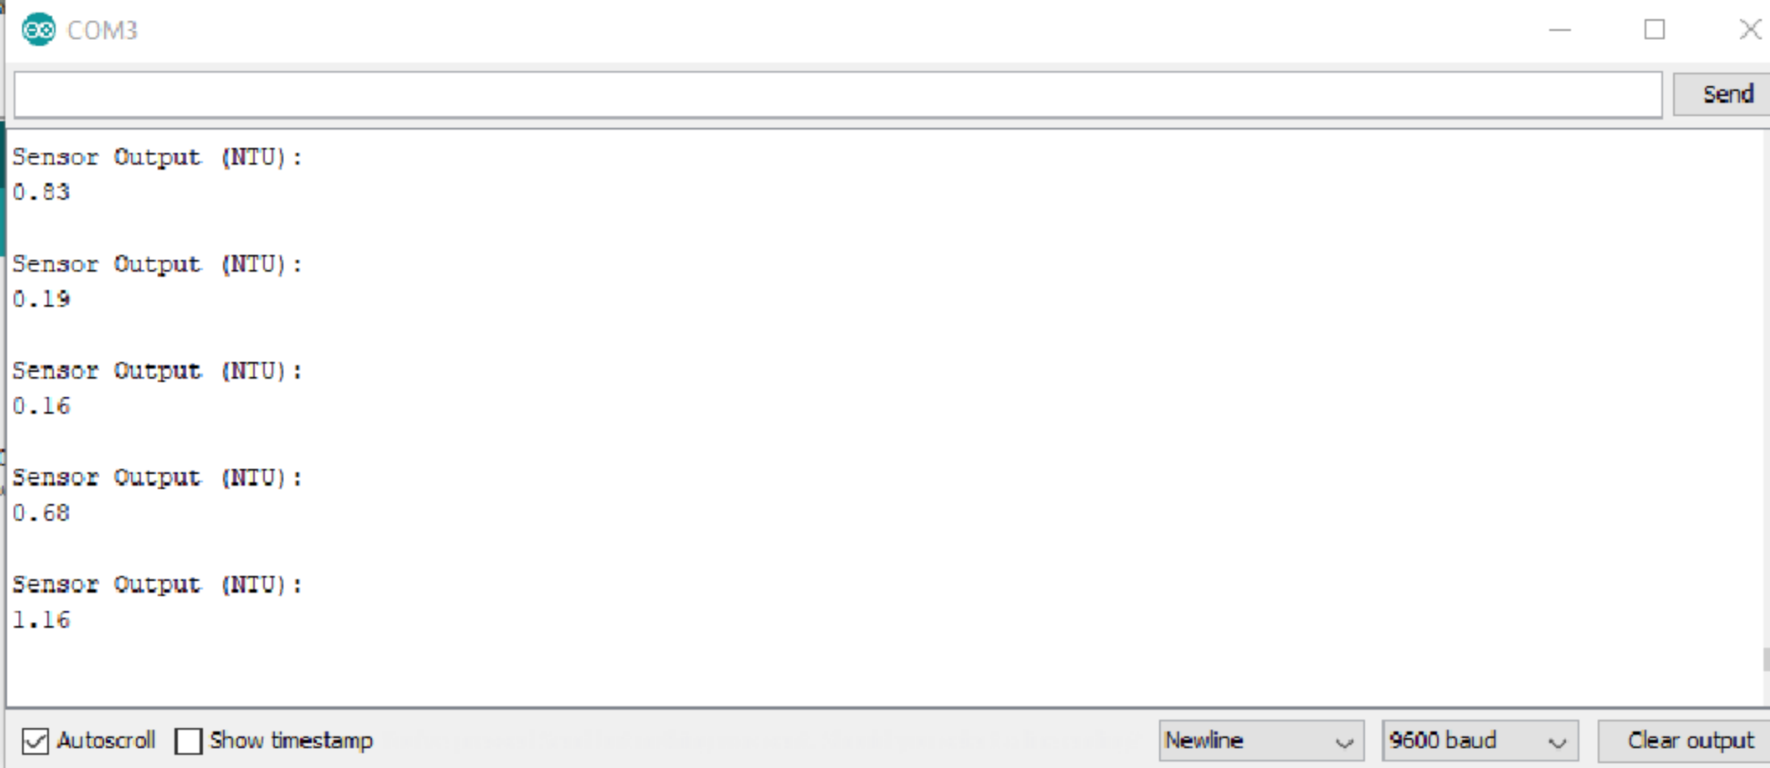 COM3
Send
Sensor Output (NTU):
0.83
Sensor Output (NTU):
0.19
Sensor Output (NTU):
0.16
Sensor Output (NTU):
0.68
Sensor Output (NTU):
1.16
Autoscroll Show timestamp Newline 9600 baud Clear output